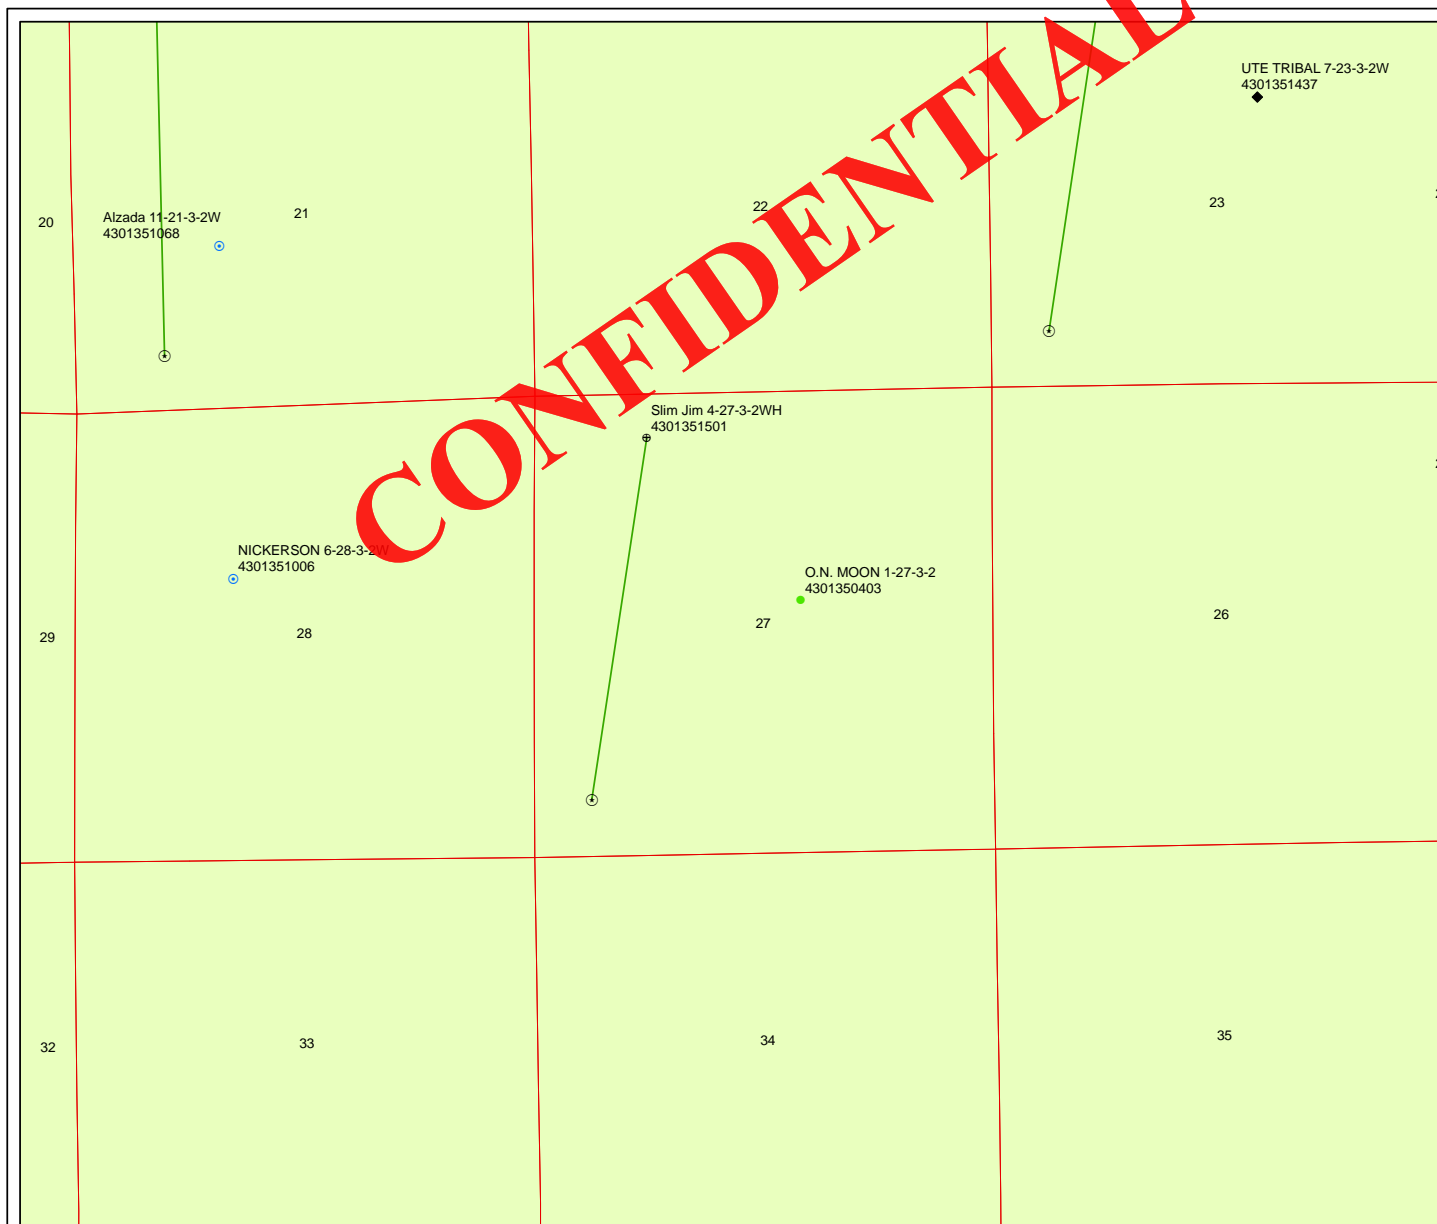 CONFIDENTIAL
UTE TRIBAL 7-23-3-2W
4301351437
20
Alzada 11-21-3-2W
4301351068
21
22
23
Slim Jim 4-27-3-2WH
4301351501
NICKERSON 6-28-3-2W
4301351006
O.N. MOON 1-27-3-2
4301350403
29
28
27
26
32
33
34
35